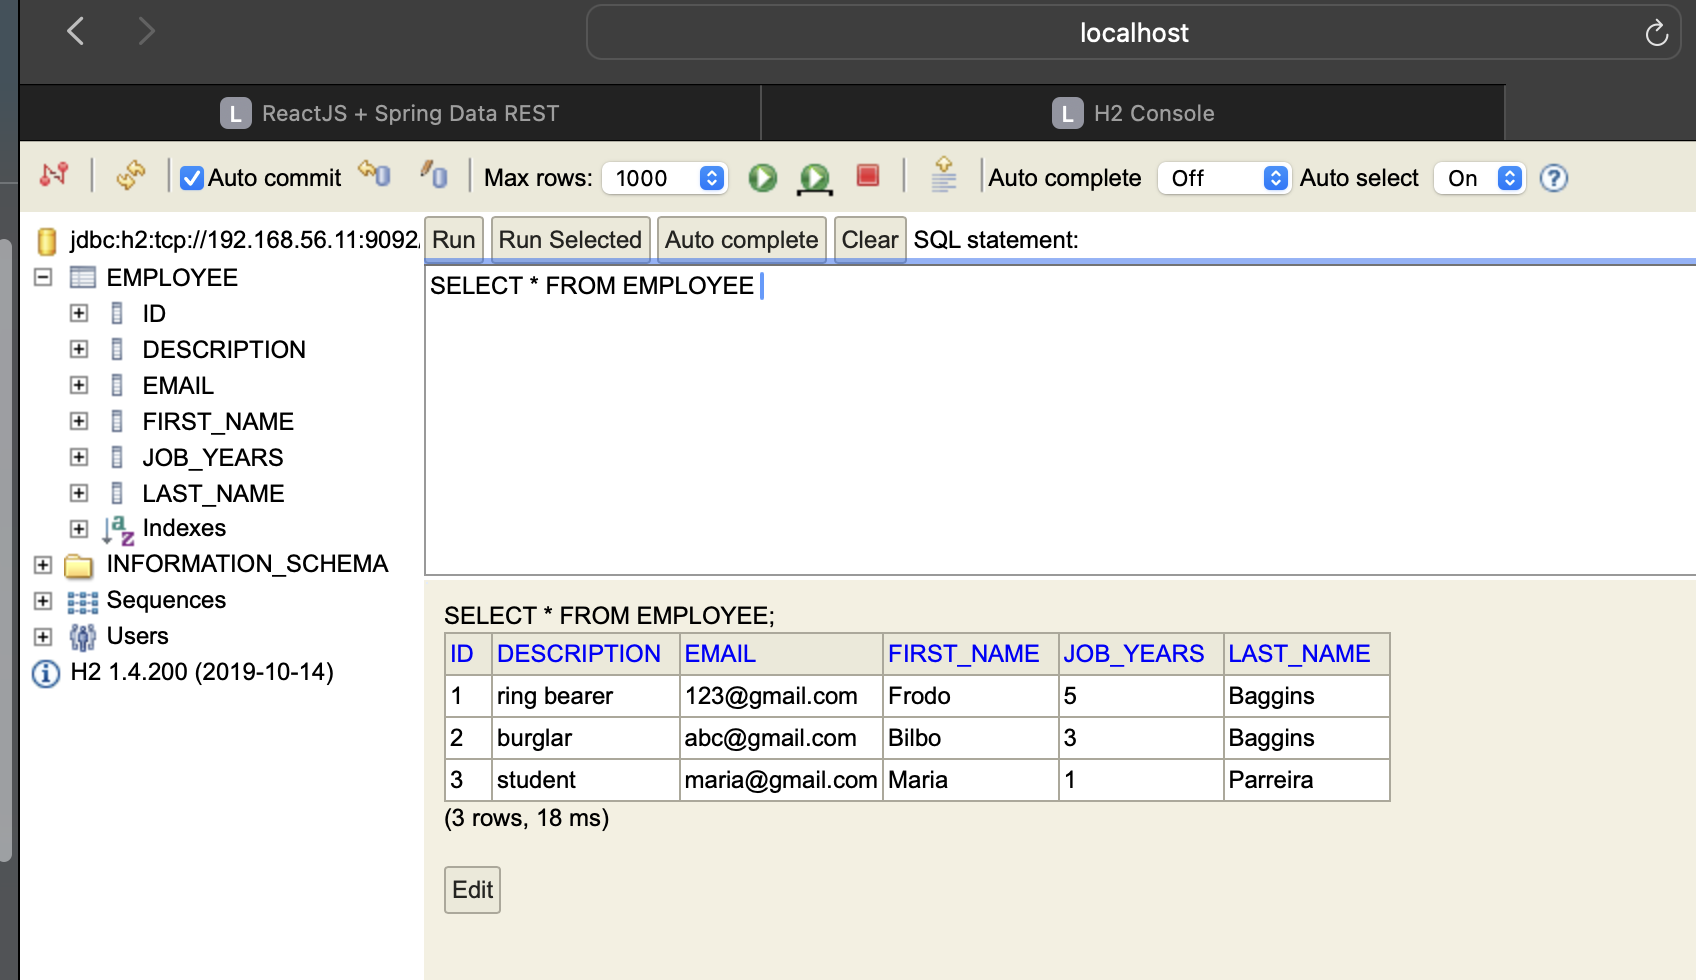 localhost
L ReactJS + Spring Data REST
L H2 Console
Auto commit Max rows: 1000 Auto complete Off Auto select On ?
jdbc:h2:tcp://192.168.56.11:9092
EMPLOYEE
ID
DESCRIPTION
EMAIL
FIRST_NAME
JOB_YEARS
LAST_NAME
Indexes
INFORMATION_SCHEMA
Sequences
Users
H2 1.4.200 (2019-10-14)
Run Run Selected Auto complete Clear SQL statement:
SELECT * FROM EMPLOYEE
SELECT * FROM EMPLOYEE;
ID DESCRIPTION EMAIL FIRST_NAME JOB_YEARS LAST_NAME
1 ring bearer 123@gmail.com Frodo 5 Baggins
2 burglar abc@gmail.com Bilbo 3 Baggins
3 student maria@gmail.com Maria 1 Parreira
(3 rows, 18 ms)
Edit